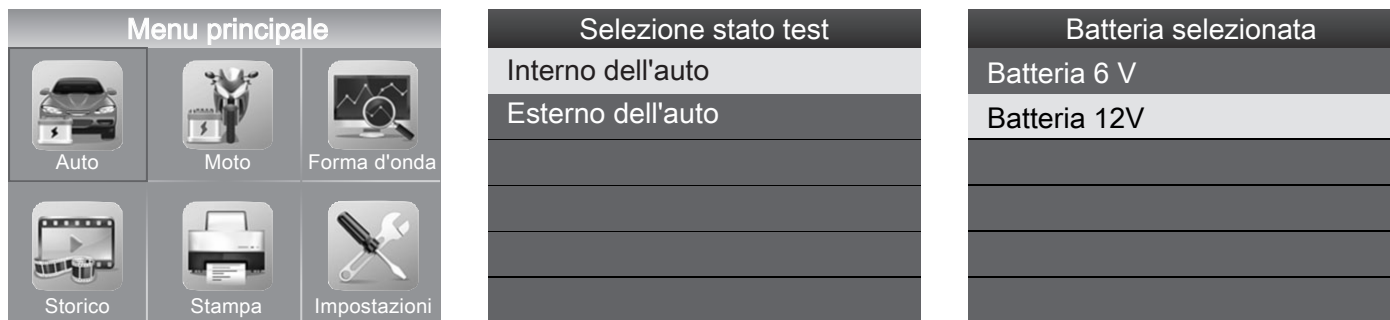 Menu principale
Auto
Moto
Forma d'onda
Storico
Stampa
Impostazioni
Selezione stato test
Interno dell'auto
Esterno dell'auto
Batteria selezionata
Batteria 6 V
Batteria 12V